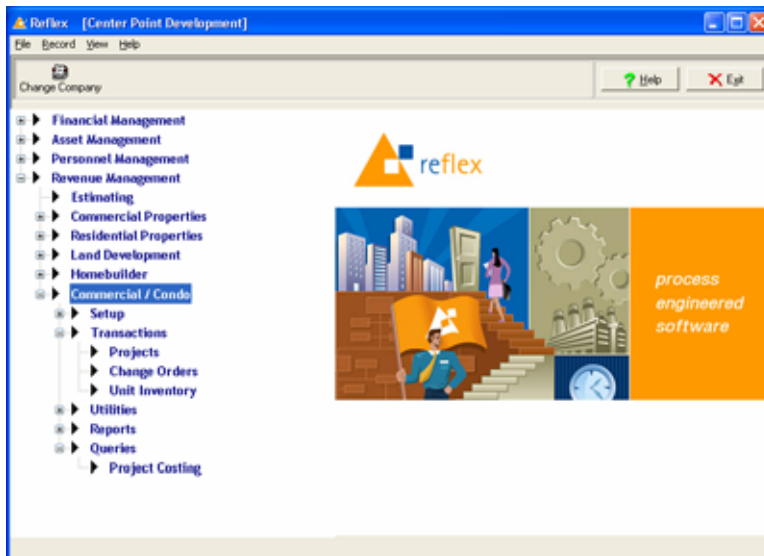 Reflex [Center Point Development]
File Record View Help
Change Company
? Help
Exit
Financial Management
Asset Management
Personnel Management
Revenue Management
Estimating
Commercial Properties
Residential Properties
Land Development
Homebuilder
Commercial / Condo
Setup
Transactions
Projects
Change Orders
Unit Inventory
Utilities
Reports
Queries
Project Costing
reflex
process
engineered
software